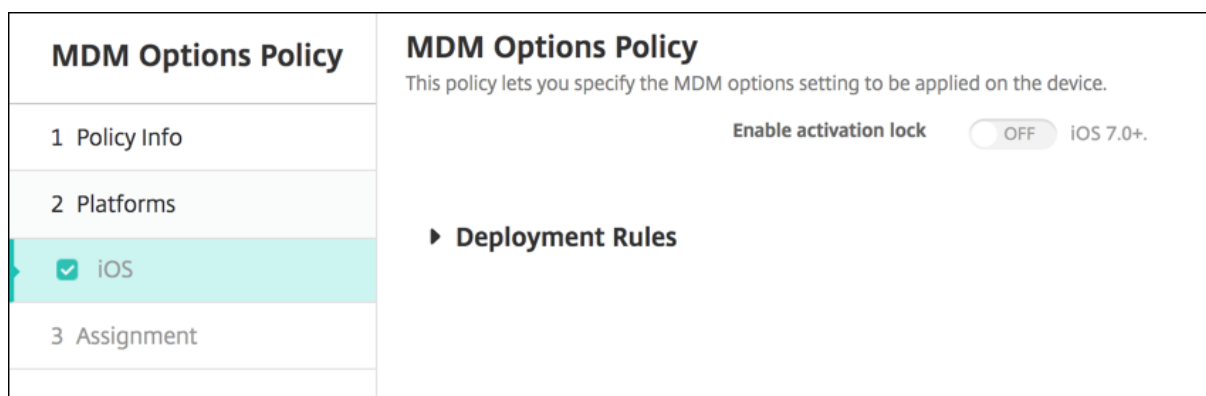 MDM Options Policy
1 Policy Info
2 Platforms
iOS
3 Assignment
MDM Options Policy
This policy lets you specify the MDM options setting to be applied on the device.
Enable activation lock OFF iOS 7.0+.
Deployment Rules